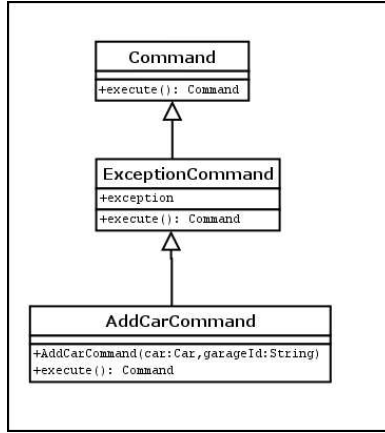 Command
+execute(): Command
ExceptionCommand
+exception
+execute(): Command
AddCarCommand
+AddCarCommand(car:Car,garageId:String)
+execute(): Command